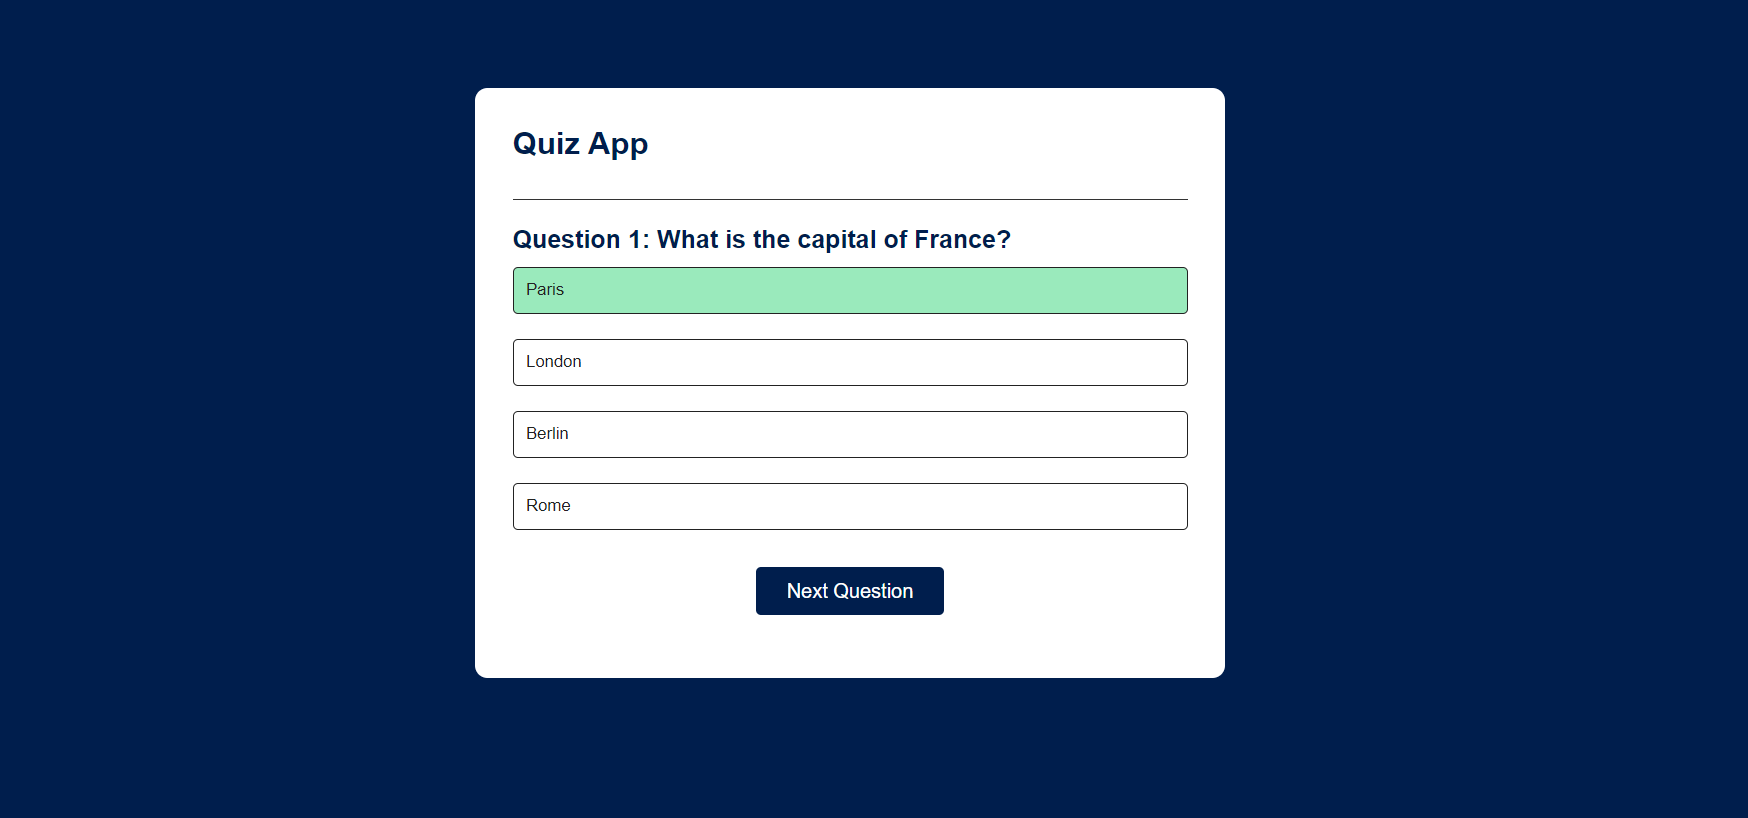 Quiz App
Question 1: What is the capital of France?
Paris
London
Berlin
Rome
Next Question